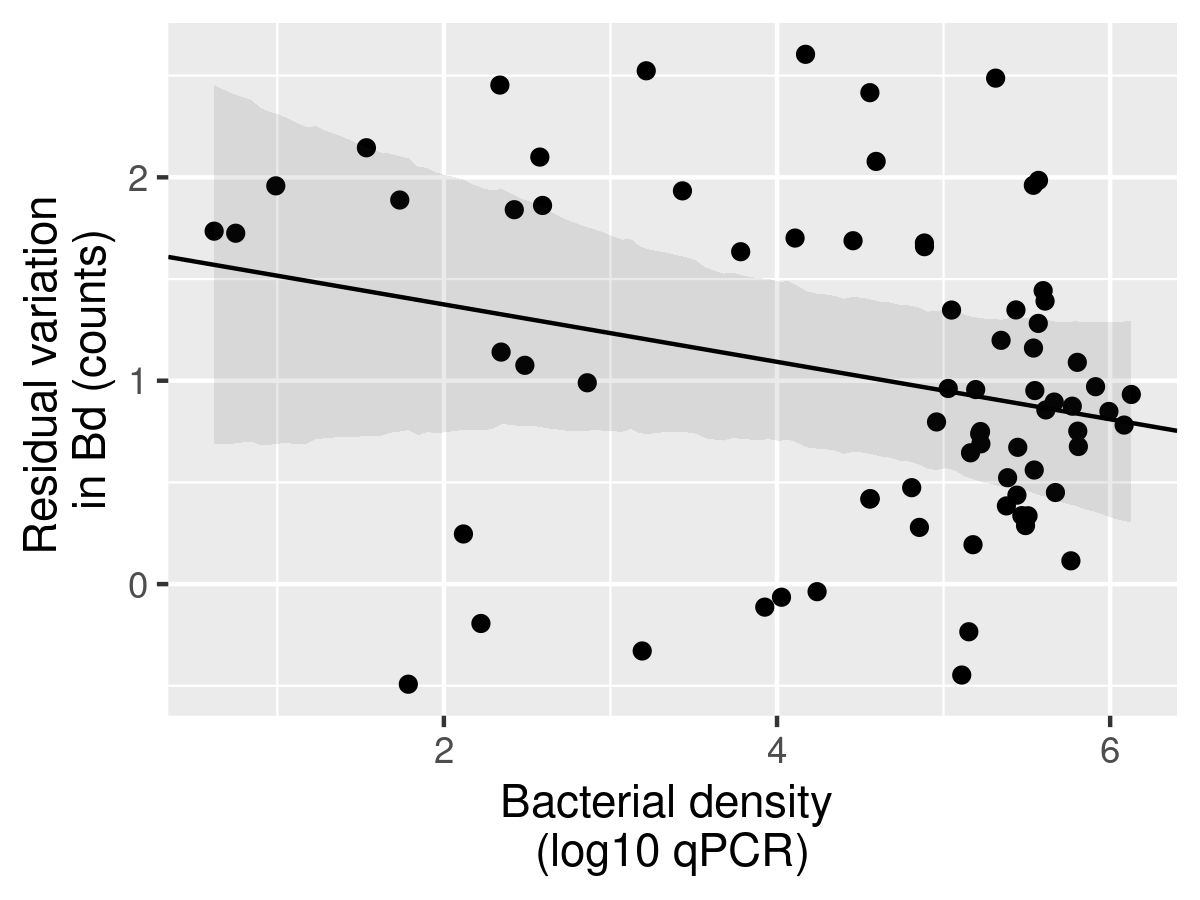 Residual variation
in Bd (counts)
2
1
0
2
4
6
Bacterial density
(log10 qPCR)